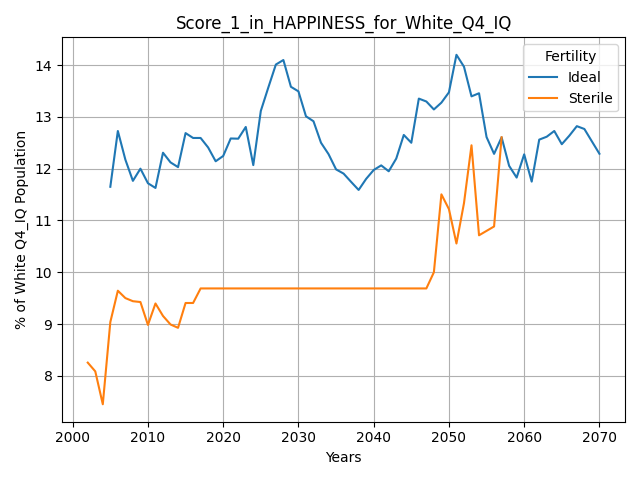 Score_1_in_HAPPINESS_for_White_Q4_IQ
Fertility
Ideal
Sterile
% of White Q4_IQ Population
14
13
12
11
10
9
8
2000 2010 2020 2030 2040 2050 2060 2070
Years